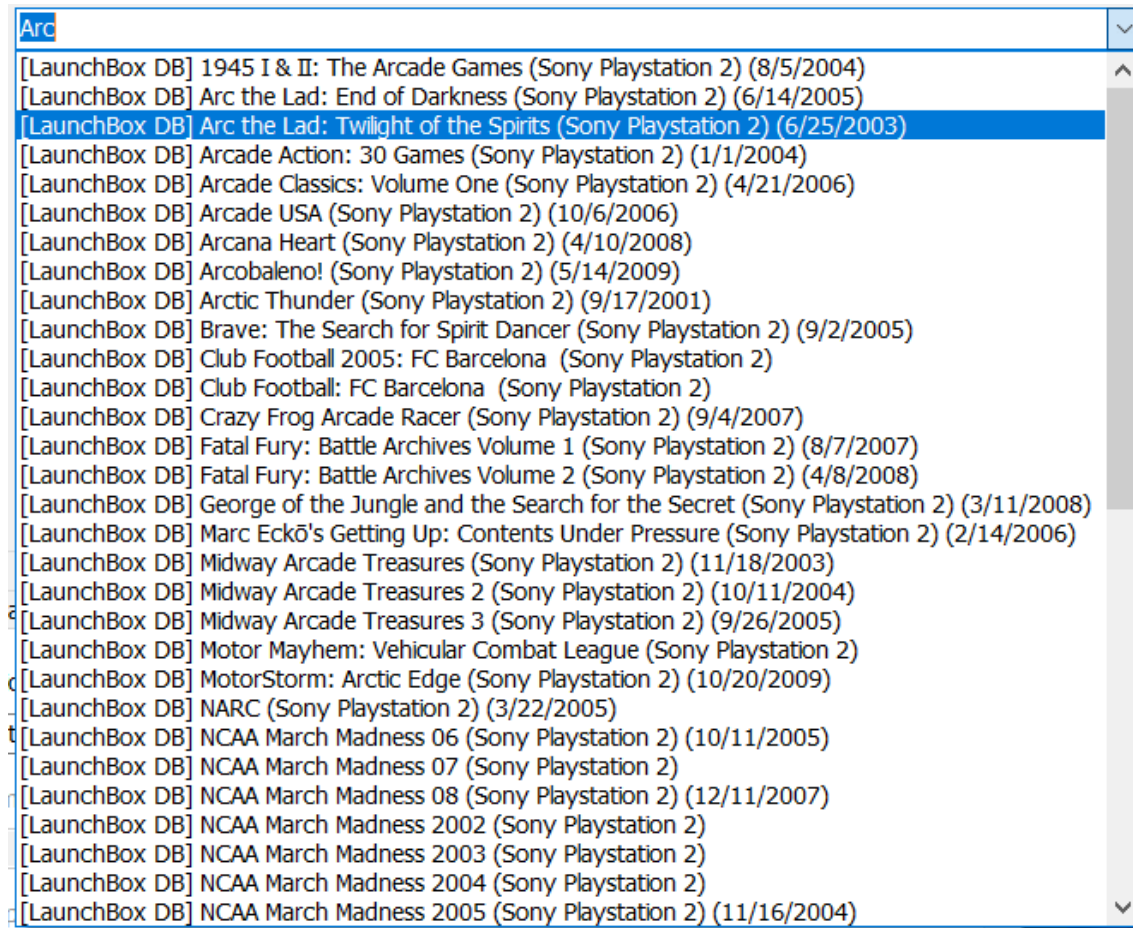 Arc
[LaunchBox DB] 1945 I & II: The Arcade Games (Sony Playstation 2) (8/5/2004)
[LaunchBox DB] Arc the Lad: End of Darkness (Sony Playstation 2) (6/14/2005)
[LaunchBox DB] Arc the Lad: Twilight of the Spirits (Sony Playstation 2) (6/25/2003)
[LaunchBox DB] Arcade Action: 30 Games (Sony Playstation 2) (1/1/2004)
[LaunchBox DB] Arcade Classics: Volume One (Sony Playstation 2) (4/21/2006)
[LaunchBox DB] Arcade USA (Sony Playstation 2) (10/6/2006)
[LaunchBox DB] Arcana Heart (Sony Playstation 2) (4/10/2008)
[LaunchBox DB] Arcobaleno! (Sony Playstation 2) (5/14/2009)
[LaunchBox DB] Arctic Thunder (Sony Playstation 2) (9/17/2001)
[LaunchBox DB] Brave: The Search for Spirit Dancer (Sony Playstation 2) (9/2/2005)
[LaunchBox DB] Club Football 2005: FC Barcelona  (Sony Playstation 2)
[LaunchBox DB] Club Football: FC Barcelona  (Sony Playstation 2)
[LaunchBox DB] Crazy Frog Arcade Racer (Sony Playstation 2) (9/4/2007)
[LaunchBox DB] Fatal Fury: Battle Archives Volume 1 (Sony Playstation 2) (8/7/2007)
[LaunchBox DB] Fatal Fury: Battle Archives Volume 2 (Sony Playstation 2) (4/8/2008)
[LaunchBox DB] George of the Jungle and the Search for the Secret (Sony Playstation 2) (3/11/2008)
[LaunchBox DB] Marc Eckō's Getting Up: Contents Under Pressure (Sony Playstation 2) (2/14/2006)
[LaunchBox DB] Midway Arcade Treasures (Sony Playstation 2) (11/18/2003)
[LaunchBox DB] Midway Arcade Treasures 2 (Sony Playstation 2) (10/11/2004)
[LaunchBox DB] Midway Arcade Treasures 3 (Sony Playstation 2) (9/26/2005)
[LaunchBox DB] Motor Mayhem: Vehicular Combat League (Sony Playstation 2)
[LaunchBox DB] MotorStorm: Arctic Edge (Sony Playstation 2) (10/20/2009)
[LaunchBox DB] NARC (Sony Playstation 2) (3/22/2005)
[LaunchBox DB] NCAA March Madness 06 (Sony Playstation 2) (10/11/2005)
[LaunchBox DB] NCAA March Madness 07 (Sony Playstation 2)
[LaunchBox DB] NCAA March Madness 08 (Sony Playstation 2) (12/11/2007)
[LaunchBox DB] NCAA March Madness 2002 (Sony Playstation 2)
[LaunchBox DB] NCAA March Madness 2003 (Sony Playstation 2)
[LaunchBox DB] NCAA March Madness 2004 (Sony Playstation 2)
[LaunchBox DB] NCAA March Madness 2005 (Sony Playstation 2) (11/16/2004)